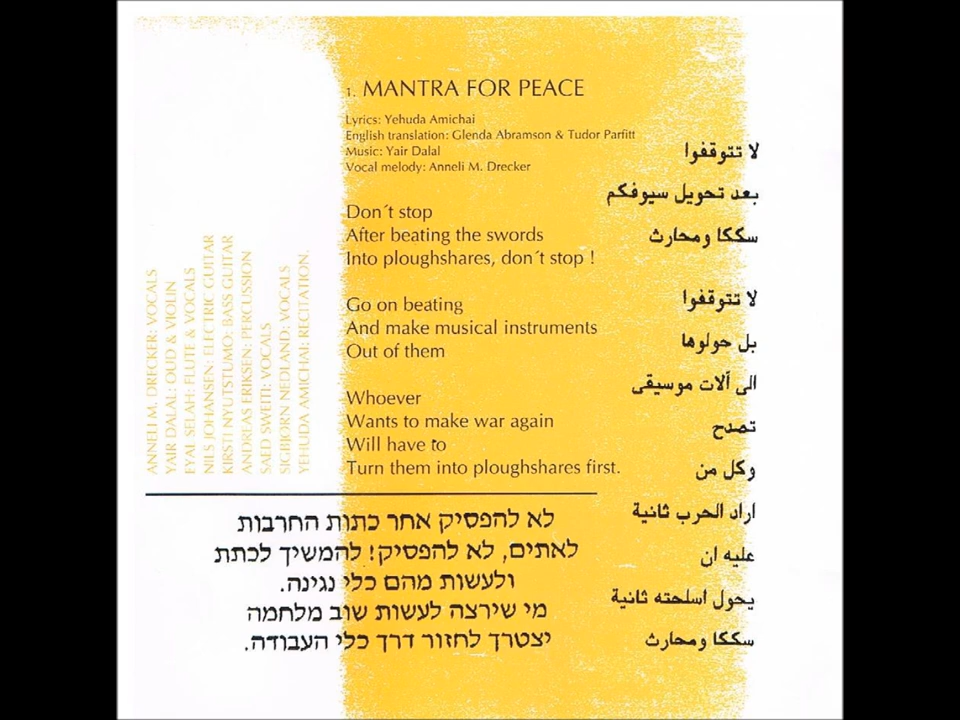 1. MANTRA FOR PEACE
Lyrics: Yehuda Amichai
English translation: Glenda Abramson & Tudor Parfitt
Music: Yair Dalal
Vocal melody: Anneli M. Drecker
Don´t stop
After beating the swords
Into ploughshares, don´t stop !
Go on beating
And make musical instruments
Out of them
Whoever
Wants to make war again
Will have to
Turn them into ploughshares first.
لا تتوقفوا
بعد تحويل سيوفكم
سككا ومحارث
لا تتوقفوا
بل حولوها
الى ألات موسيقى
تصدح
وكل من
اراد الحرب ثانية
عليه ان
يحول اسلحته ثانية
سككا ومحارث
ANNELI M. DRECKER: VOCALS
YAIR DALAL: OUD & VIOLIN
EYAL SELAH: FLUTE & VOCALS
NILS JOHANSEN: ELECTRIC GUITAR
KIRSTI NYUTSTUMO: BASS GUITAR
ANDREAS ERIKSEN: PERCUSSION
SAED SWEITI: VOCALS
SIGBJORN NEDLAND: VOCALS
YEHUDA AMICHAI: RECITATION.
לא להפסיק אחר כתות החרבות
לאתים, לא להפסיק! להמשיך לכתת
ולעשות מהם כלי נגינה.
מי שירצה לעשות שוב מלחמה
יצטרך לחזור דרך כלי העבודה.